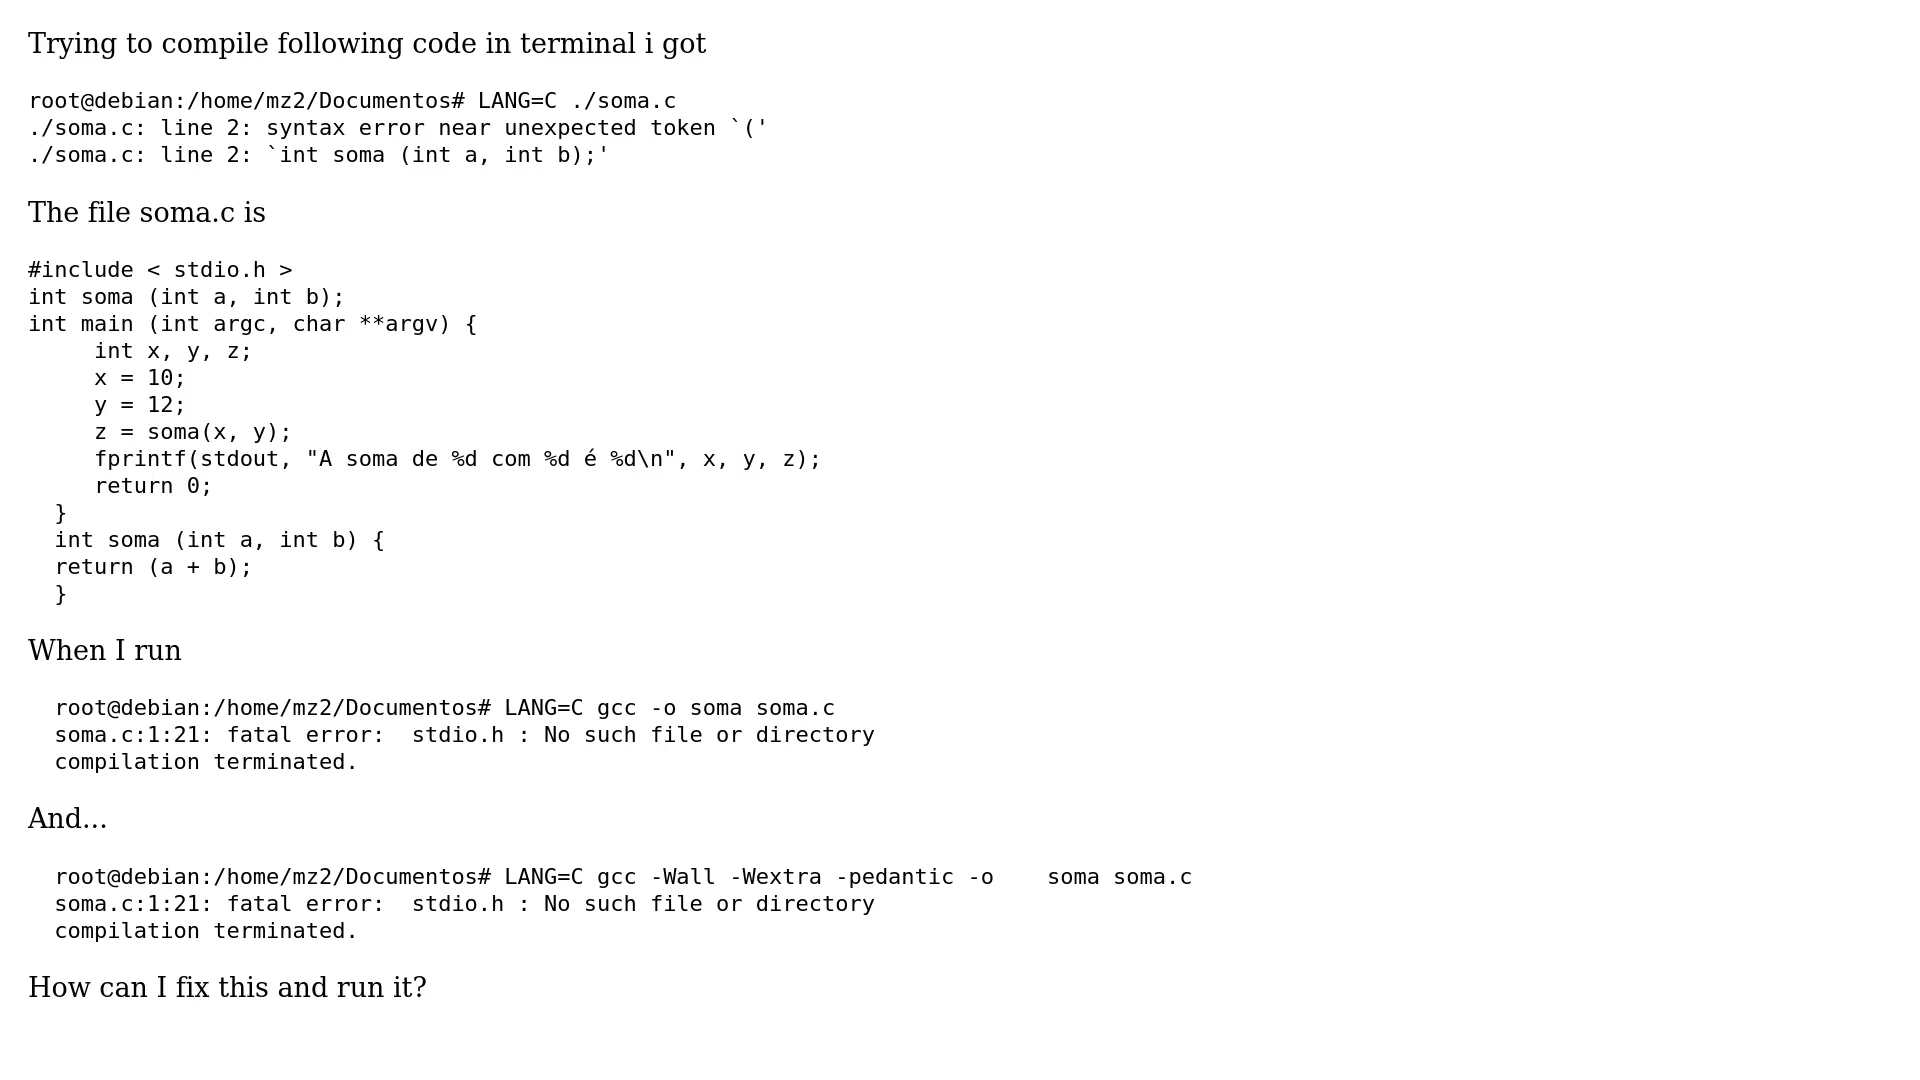 Trying to compile following code in terminal i got
root@debian:/home/mz2/Documentos# LANG=C ./soma.c
./soma.c: line 2: syntax error near unexpected token `('
./soma.c: line 2: `int soma (int a, int b);'
The file soma.c is
#include < stdio.h >
int soma (int a, int b);
int main (int argc, char **argv) {
     int x, y, z;
     x = 10;
     y = 12;
     z = soma(x, y);
     fprintf(stdout, "A soma de %d com %d é %d\n", x, y, z);
     return 0;
  }
  int soma (int a, int b) {
  return (a + b);
  }
When I run
  root@debian:/home/mz2/Documentos# LANG=C gcc -o soma soma.c
  soma.c:1:21: fatal error:  stdio.h : No such file or directory
  compilation terminated.
And...
  root@debian:/home/mz2/Documentos# LANG=C gcc -Wall -Wextra -pedantic -o    soma soma.c
  soma.c:1:21: fatal error:  stdio.h : No such file or directory
  compilation terminated.
How can I fix this and run it?